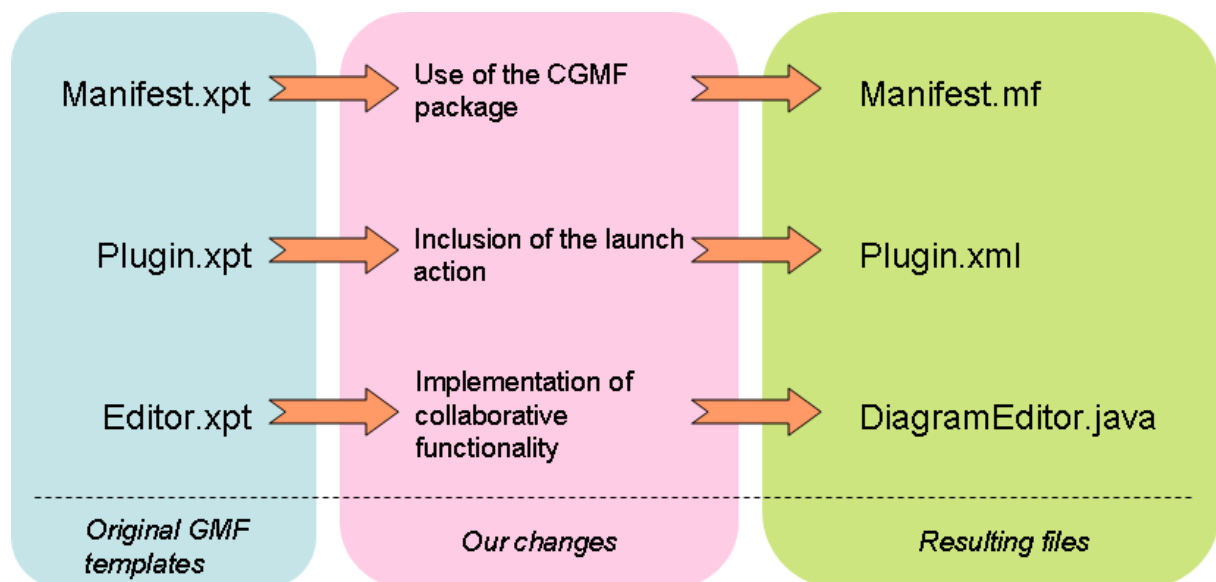 Manifest.xpt
Use of the CGMF
package
Manifest.mf
Plugin.xpt
Inclusion of the launch
action
Plugin.xml
Editor.xpt
Implementation of
collaborative
functionality
DiagramEditor.java
Original GMF
templates
Our changes
Resulting files